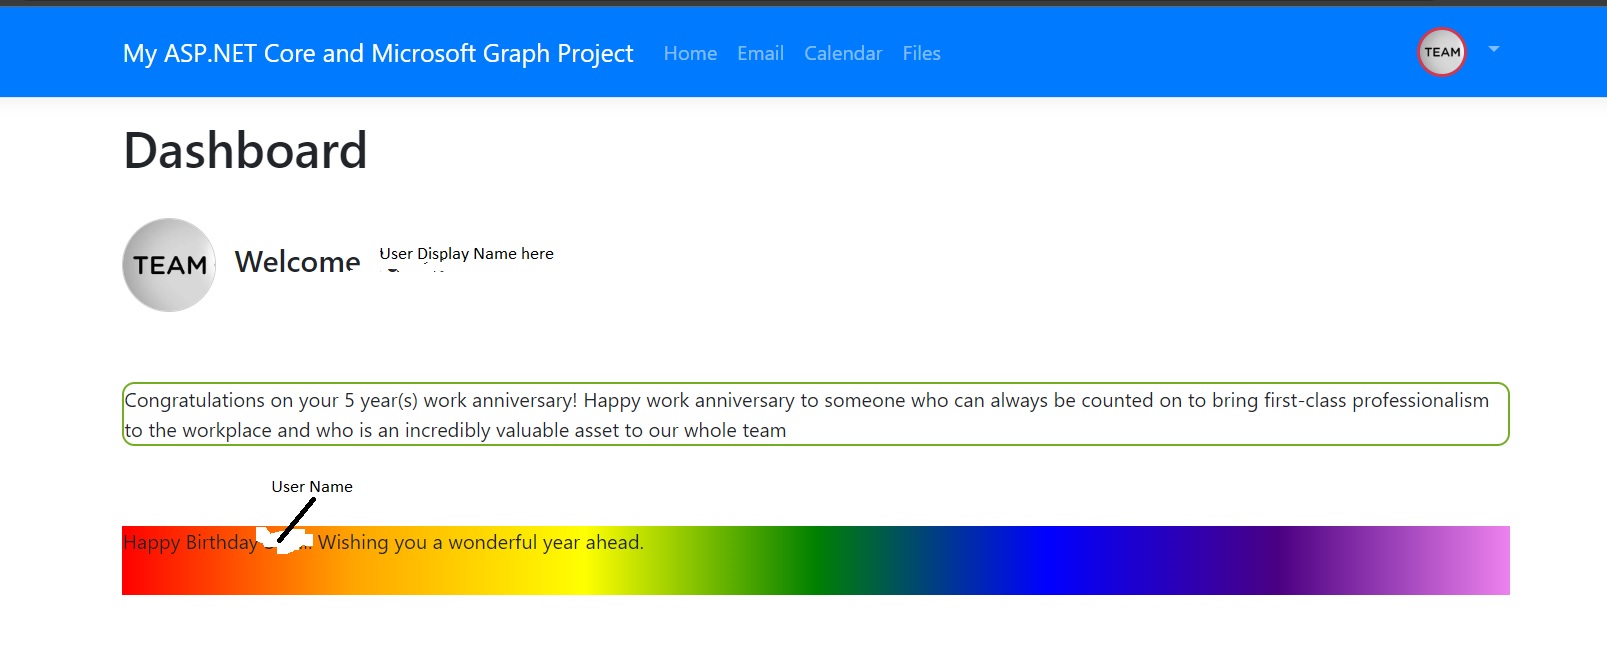 My ASP.NET Core and Microsoft Graph Project Home Email Calendar Files TEAM
Dashboard
TEAM Welcome User Display Name here
Congratulations on your 5 year(s) work anniversary! Happy work anniversary to someone who can always be counted on to bring first-class professionalism
to the workplace and who is an incredibly valuable asset to our whole team
User Name
Happy Birthday Wishing you a wonderful year ahead.